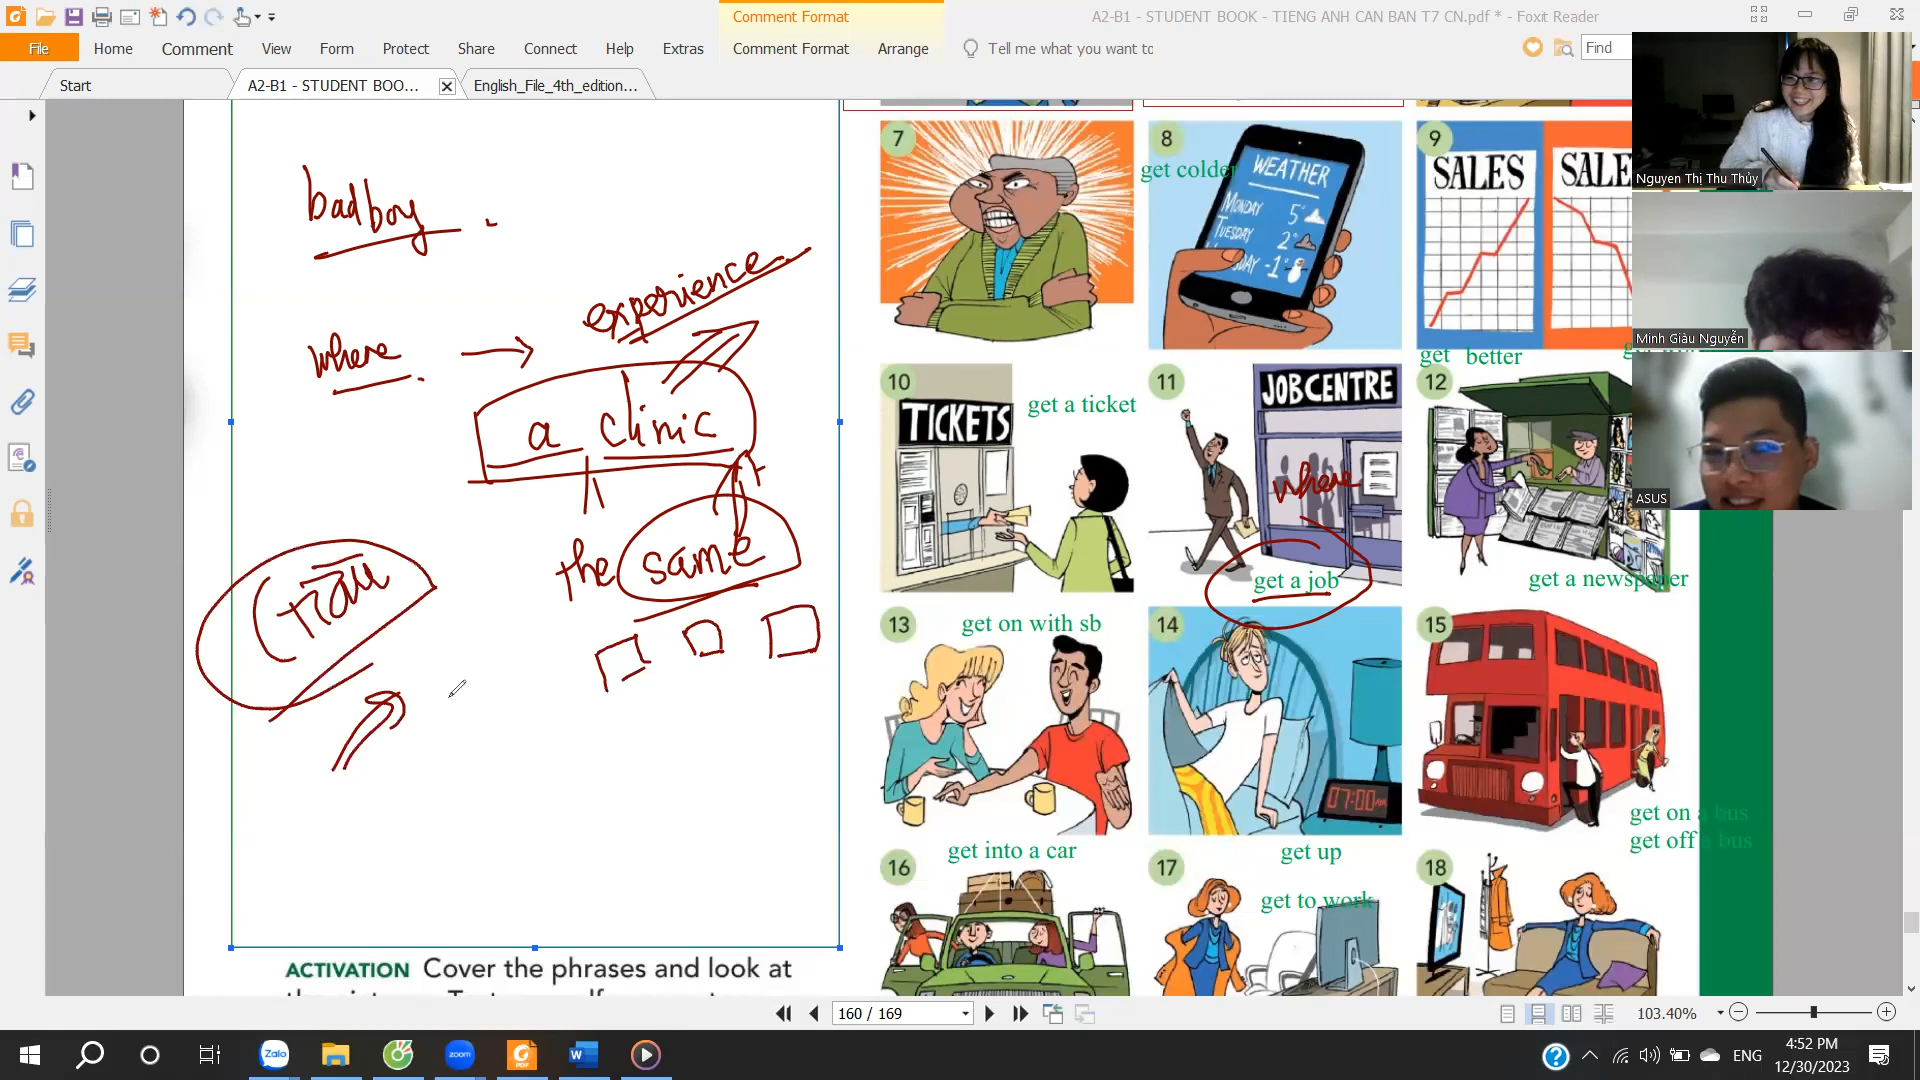 Comment Format
A2-B1 - STUDENT BOOK - TIENG ANH CAN BAN T7 CN.pdf * - Foxit Reader
File
Home
Comment
View
Form
Protect
Share
Connect
Help
Extras
Comment Format
Arrange
Tell me what you want to
Find
Start
A2-B1 - STUDENT BOO...
English_File_4th_edition...
Nguyen Thị Thu Thủy
Minh Giàu Nguyễn
ASUS
badboy
experience
where
a clinic
the same
7
8
get colder
WEATHER
MONDAY 5°
TUESDAY 2°
SDAY -1°
9
SALES
SALE
get better
10
TICKETS
get a ticket
11
JOBCENTRE
where
get a job
12
get a newspaper
13
get on with sb
14
07:00
get up
15
get on a bus
get off a bus
16
get into a car
17
get to work
18
ACTIVATION Cover the phrases and look at
160 / 169
103.40%
Zalo
zoom
PDF
W
ENG
4:52 PM
12/30/2023